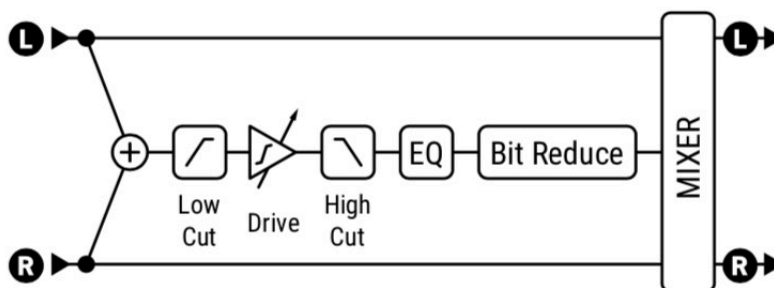 L
L
+
EQ
Bit Reduce
MIXER
Low
Cut
Drive
High
Cut
R
R